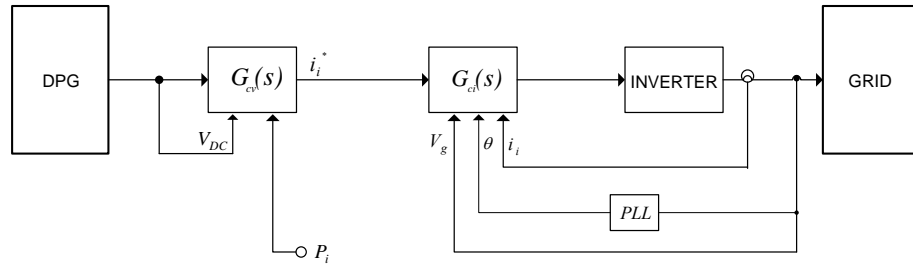 DPG
G_cv(s)
i_i^*
G_ci(s)
INVERTER
GRID
V_DC
V_g
θ
i_i
PLL
P_i